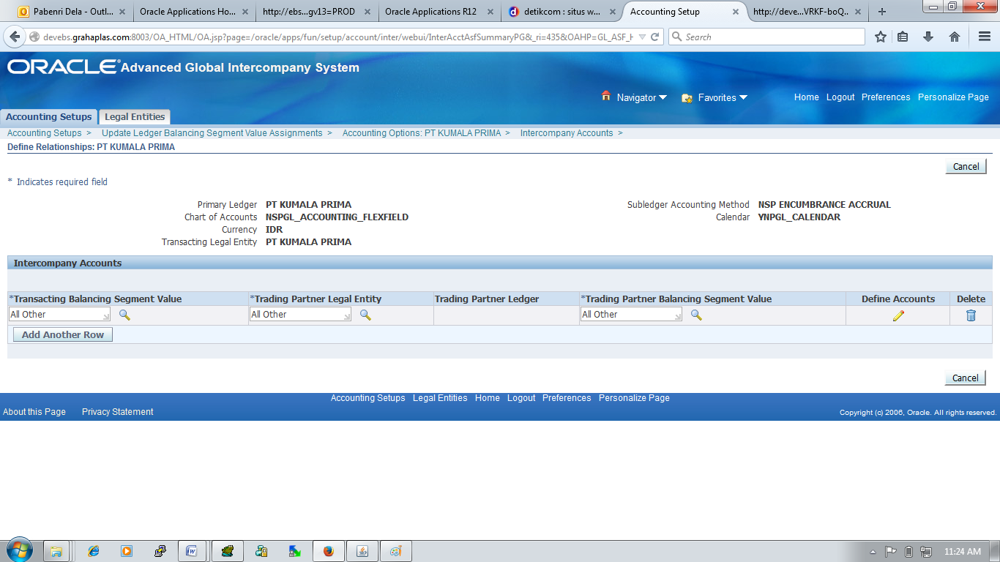 Pabenri Dela - Outl...
Oracle Applications Ho...
http://ebs...gv13=PROD
Oracle Applications R12
detikcom : situs w...
Accounting Setup
http://deve...VRKF-boQ...
devebs.grahaplas.com:8003/OA_HTML/OA.jsp?page=/oracle/apps/fun/setup/account/inter/webui/InterAcctAsfSummaryPG&_ri=435&OAHP=GL_ASF_H
Search
ORACLE® Advanced Global Intercompany System
Navigator
Favorites
Home Logout Preferences Personalize Page
Accounting Setups
Legal Entities
Accounting Setups > Update Ledger Balancing Segment Value Assignments > Accounting Options: PT KUMALA PRIMA > Intercompany Accounts >
Define Relationships: PT KUMALA PRIMA
Cancel
* Indicates required field
Primary Ledger PT KUMALA PRIMA
Chart of Accounts NSPGL_ACCOUNTING_FLEXFIELD
Currency IDR
Transacting Legal Entity PT KUMALA PRIMA
Subledger Accounting Method NSP ENCUMBRANCE ACCRUAL
Calendar YNPGL_CALENDAR
Intercompany Accounts
*Transacting Balancing Segment Value *Trading Partner Legal Entity Trading Partner Ledger *Trading Partner Balancing Segment Value Define Accounts Delete
All Other All Other All Other
Add Another Row
Cancel
Accounting Setups Legal Entities Home Logout Preferences Personalize Page
About this Page Privacy Statement
Copyright (c) 2006, Oracle. All rights reserved.
11:24 AM